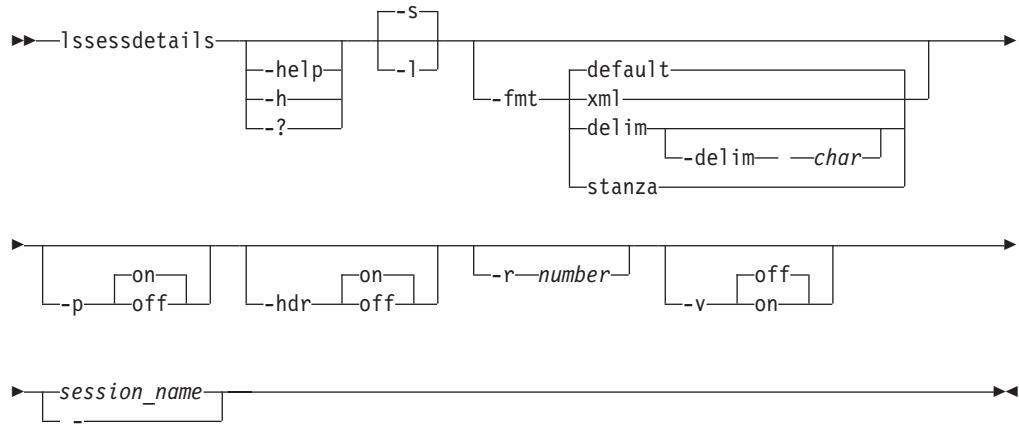 -s
lssessdetails
-help -l default
-h -fmt xml
-? delim
-delim char
stanza
on on -r number off
-p off -hdr off -v on
session_name
-